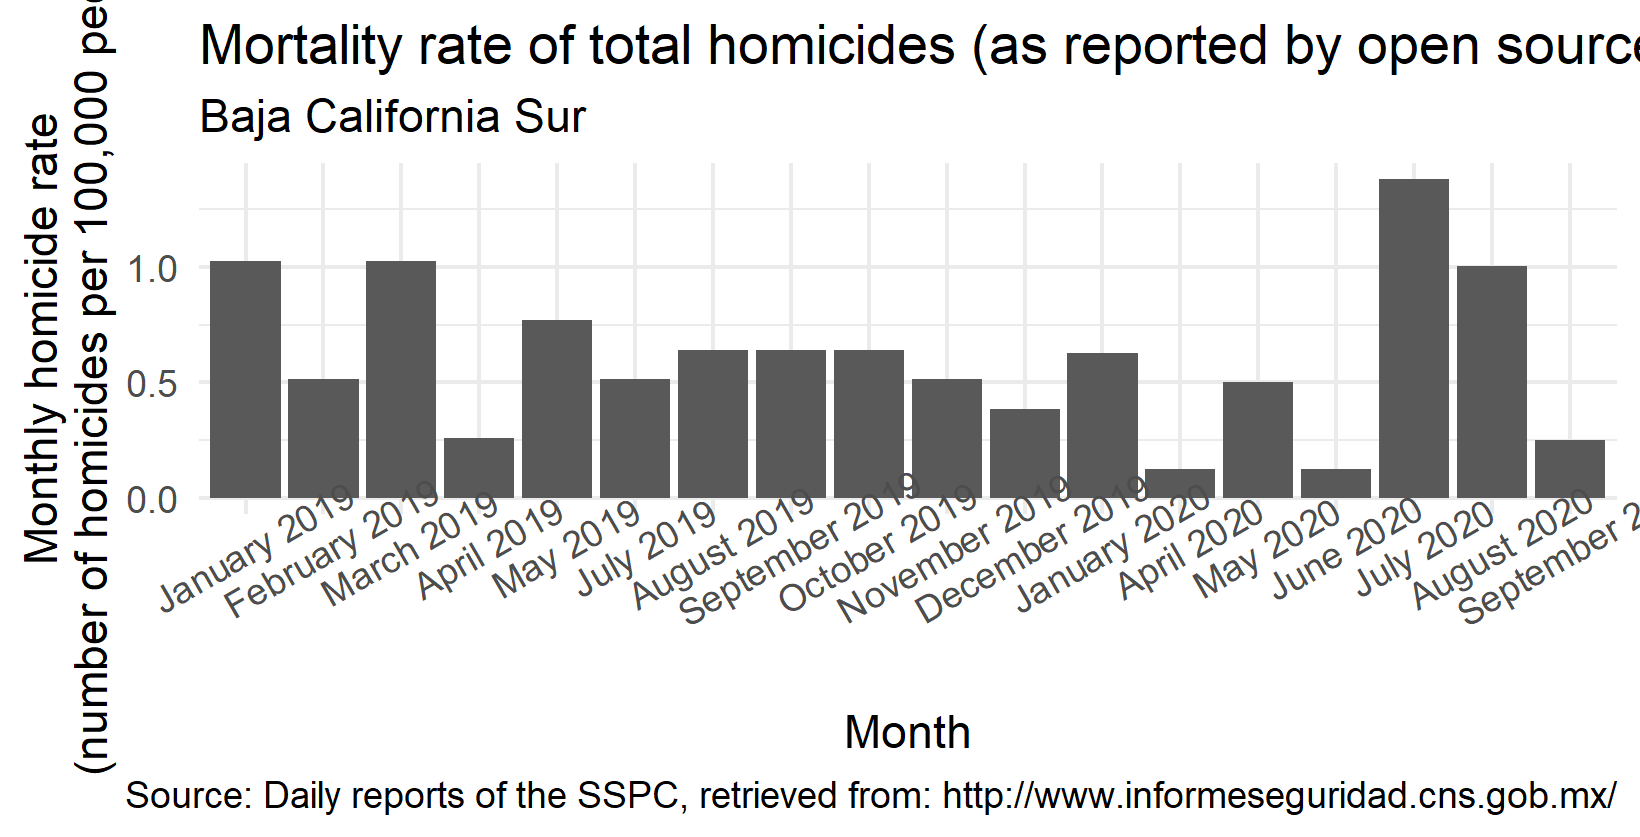 Mortality rate of total homicides (as reported by open
Baja California Sur
Monthly homicide rate
(number of homicides per 100,000
1.0
0.5
0.0
January 2019
February 2019
March 2019
April 2019
May 2019
July 2019
August 2019
September 2019
October 2019
November 2019
December 2019
January 2020
April 2020
May 2020
June 2020
July 2020
August 2020
September
Month
Source: Daily reports of the SSPC, retrieved from: http://www.informeseguridad.cns.gob.mx/